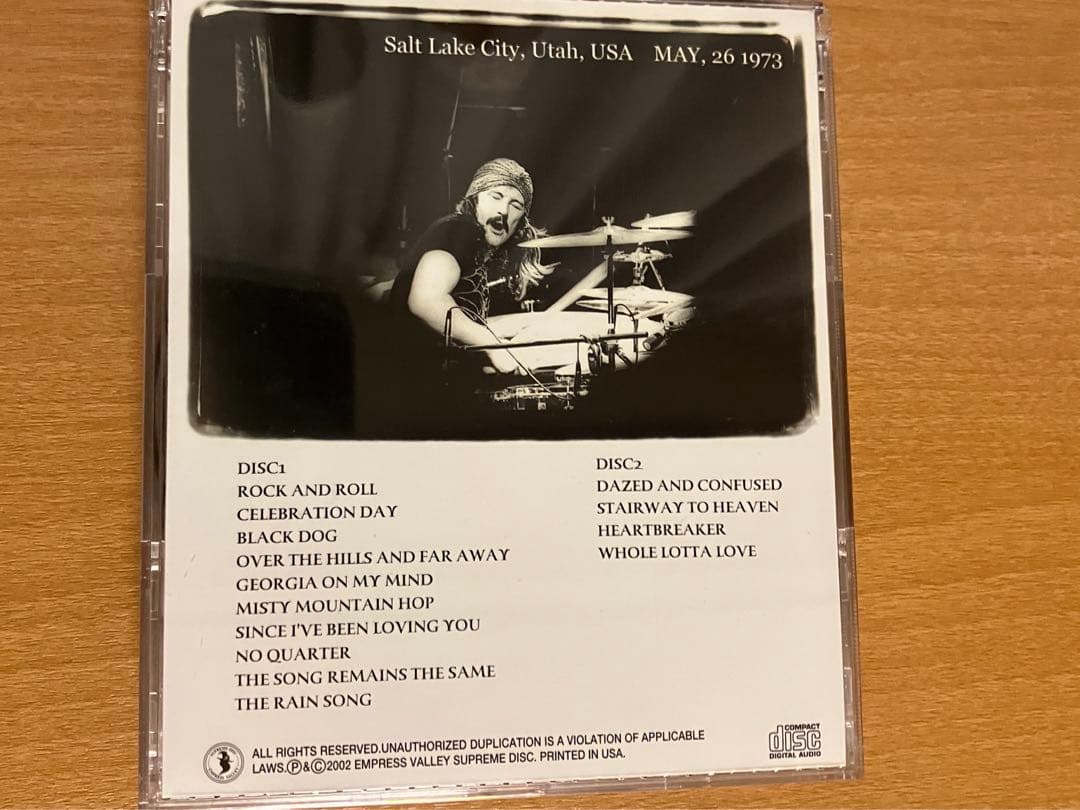 Salt Lake City, Utah, USA MAY, 26 1973
DISC1
ROCK AND ROLL
CELEBRATION DAY
BLACK DOG
OVER THE HILLS AND FAR AWAY
GEORGIA ON MY MIND
MISTY MOUNTAIN HOP
SINCE I'VE BEEN LOVING YOU
NO QUARTER
THE SONG REMAINS THE SAME
THE RAIN SONG
DISC2
DAZED AND CONFUSED
STAIRWAY TO HEAVEN
HEARTBREAKER
WHOLE LOTTA LOVE
ALL RIGHTS RESERVED.UNAUTHORIZED DUPLICATION IS A VIOLATION OF APPLICABLE
LAWS.Ⓟ&©2002 EMPRESS VALLEY SUPREME DISC. PRINTED IN USA.
COMPACT
disc
DIGITAL AUDIO